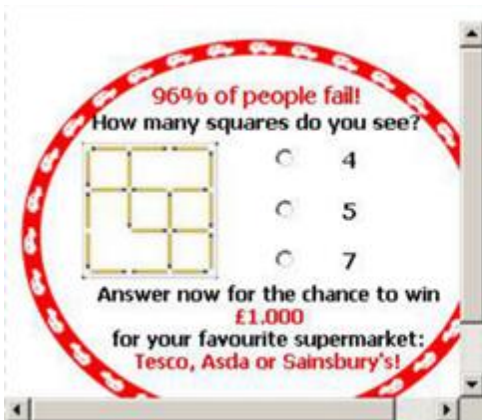 96% of people fail!
How many squares do you see?
4
5
7
Answer now for the chance to win
£1.000
for your favourite supermarket:
Tesco, Asda or Sainsbury's!